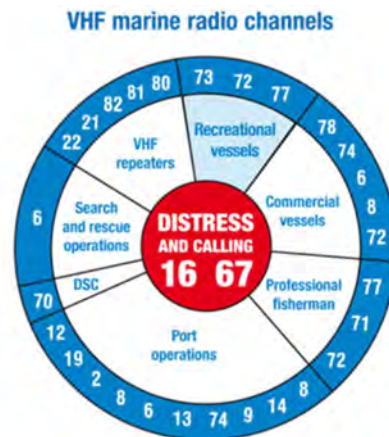 VHF marine radio channels
73 72 77
Recreational
vessels
78
74
6
8
72
Commercial
vessels
77
71
72
Professional
fisherman
8
14
9
74
13
6
8
2
19
12
Port
operations
70
DSC
6
Search
and rescue
operations
22
21
82
81
80
VHF
repeaters
DISTRESS
AND CALLING
16 67